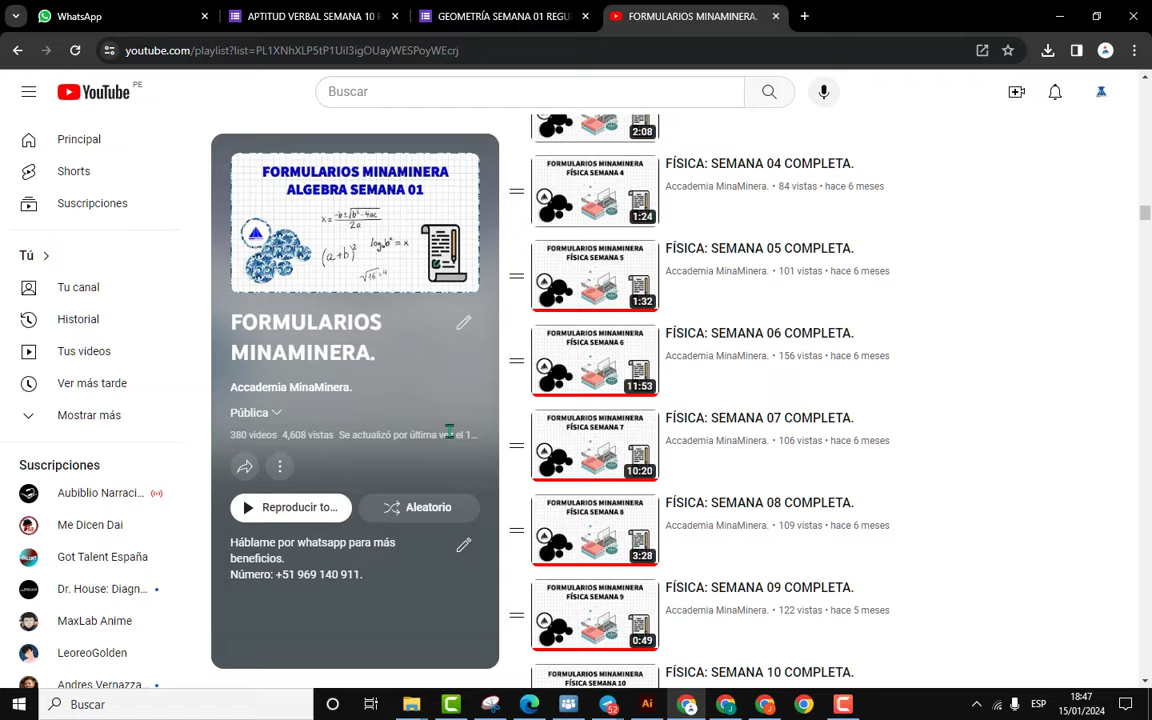 WhatsApp
APTITUD VERBAL SEMANA 10 F
GEOMETRÍA SEMANA 01 REGU
FORMULARIOS MINAMINERA.
youtube.com/playlist?list=PL1XNhXLP5tP1UiI3igOUayWESPoyWEcrj
YouTube PE
Buscar
Principal
Shorts
Suscripciones
Tú
Tu canal
Historial
Tus videos
Ver más tarde
Mostrar más
Suscripciones
Aubiblio Narraci...
Me Dicen Dai
Got Talent España
Dr. House: Diagn...
MaxLab Anime
LeoreoGolden
Andres Vernazza...
FORMULARIOS MINAMINERA
ALGEBRA SEMANA 01
FORMULARIOS
MINAMINERA.
Accademia MinaMinera.
Pública
380 videos 4,608 vistas Se actualizó por última vez el 1...
Reproducir to...
Aleatorio
Háblame por whatsapp para más
beneficios.
Número: +51 969 140 911.
2:08
FORMULARIOS MINAMINERA
FÍSICA SEMANA 4
1:24
FÍSICA: SEMANA 04 COMPLETA.
Accademia MinaMinera. • 84 vistas • hace 6 meses
FORMULARIOS MINAMINERA
FÍSICA SEMANA 5
1:32
FÍSICA: SEMANA 05 COMPLETA.
Accademia MinaMinera. • 101 vistas • hace 6 meses
FORMULARIOS MINAMINERA
FÍSICA SEMANA 6
11:53
FÍSICA: SEMANA 06 COMPLETA.
Accademia MinaMinera. • 156 vistas • hace 6 meses
FORMULARIOS MINAMINERA
FÍSICA SEMANA 7
10:20
FÍSICA: SEMANA 07 COMPLETA.
Accademia MinaMinera. • 106 vistas • hace 6 meses
FORMULARIOS MINAMINERA
FÍSICA SEMANA 8
3:28
FÍSICA: SEMANA 08 COMPLETA.
Accademia MinaMinera. • 109 vistas • hace 6 meses
FORMULARIOS MINAMINERA
FÍSICA SEMANA 9
0:49
FÍSICA: SEMANA 09 COMPLETA.
Accademia MinaMinera. • 122 vistas • hace 5 meses
FORMULARIOS MINAMINERA
FÍSICA SEMANA 10
FÍSICA: SEMANA 10 COMPLETA.
Buscar
52
ESP
18:47
15/01/2024